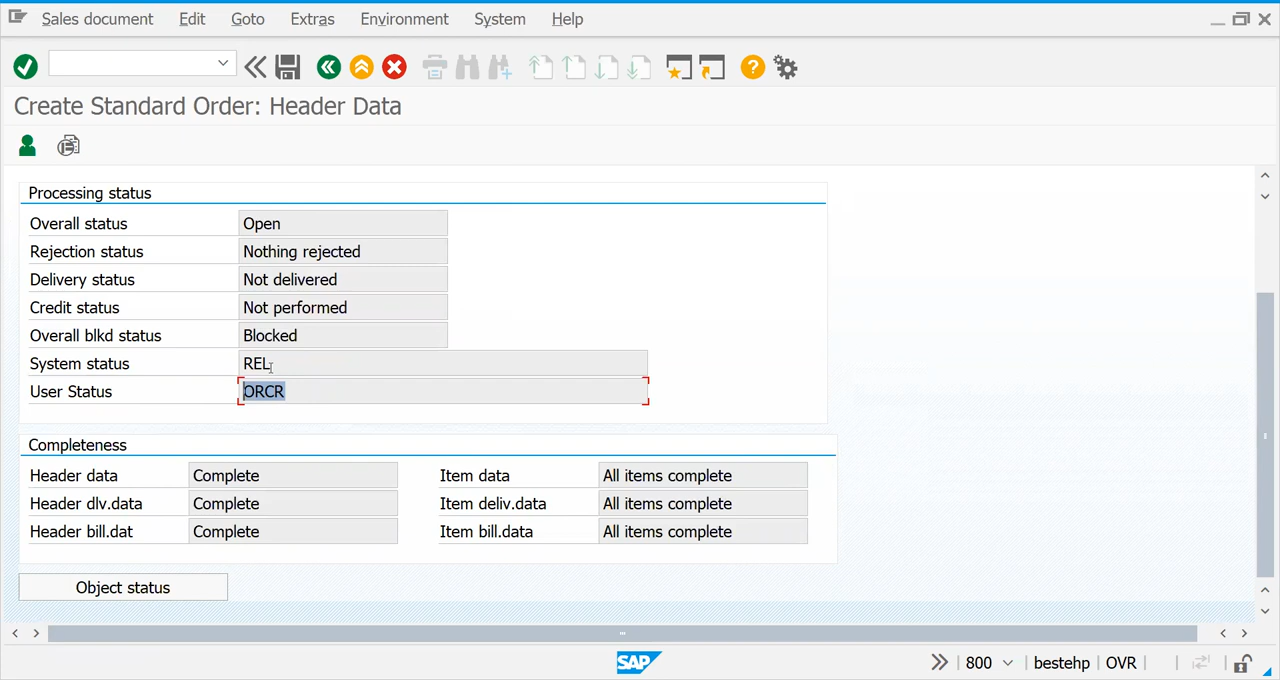 Sales document Edit Goto Extras Environment System Help
Create Standard Order: Header Data
Processing status
Overall status Open
Rejection status Nothing rejected
Delivery status Not delivered
Credit status Not performed
Overall blkd status Blocked
System status REL
User Status ORCR
Completeness
Header data Complete Item data All items complete
Header dlv.data Complete Item deliv.data All items complete
Header bill.dat Complete Item bill.data All items complete
Object status
SAP 800 bestehp OVR